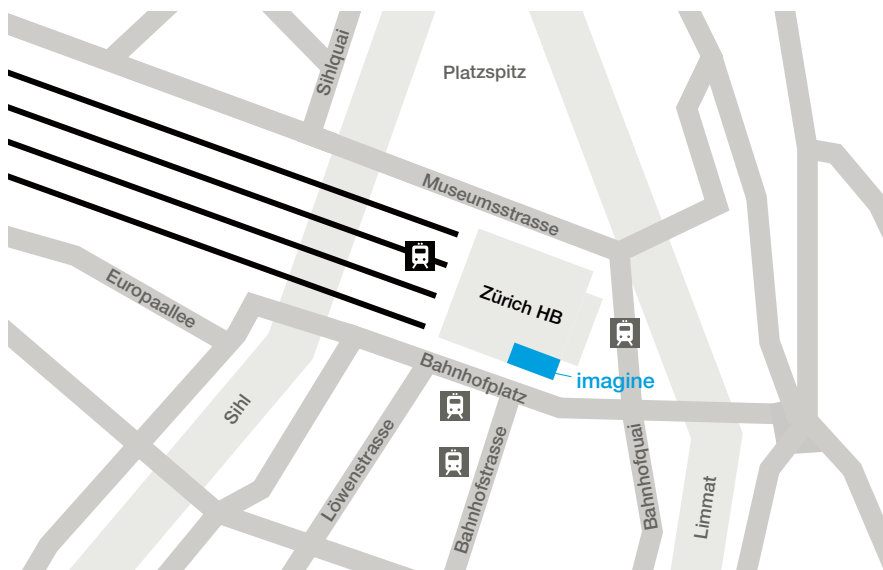 Sihlquai
Platzspitz
Museumsstrasse
Europaallee
Zürich HB
imagine
Bahnhofplatz
Sihl
Löwenstrasse
Bahnhofstrasse
Bahnhofquai
Limmat